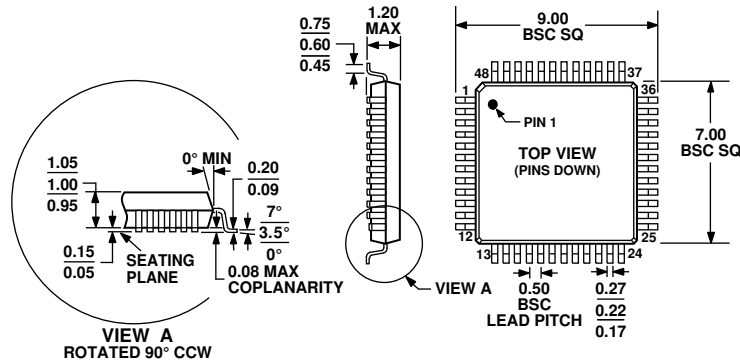 0.75
0.60
0.45
1.20
MAX
9.00
BSC SQ
48
37
1
36
PIN 1
TOP VIEW
(PINS DOWN)
7.00
BSC SQ
12
25
13
24
0.50
BSC
LEAD PITCH
0.27
0.22
0.17
VIEW A
1.05
1.00
0.95
0° MIN
0.20
0.09
7°
3.5°
0°
0.15
0.05
SEATING
PLANE
0.08 MAX
COPLANARITY
VIEW A
ROTATED 90° CCW